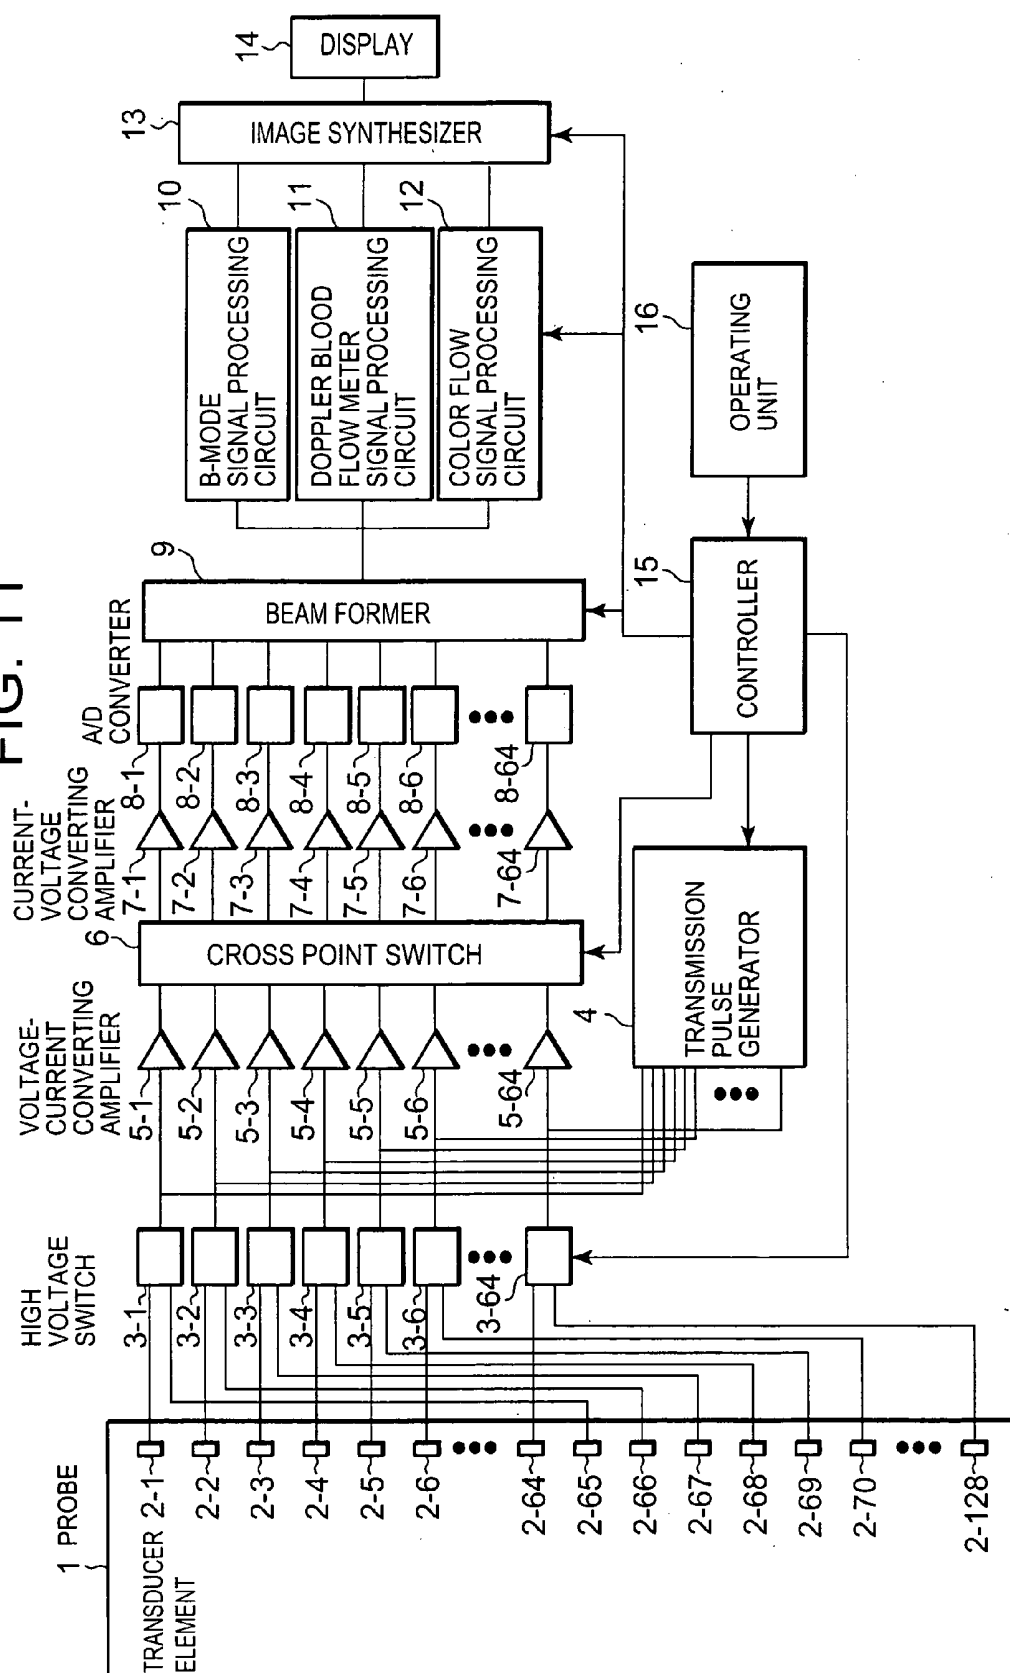 FIG. 11
1 PROBE
TRANSDUCER
ELEMENT
2-1
2-2
2-3
2-4
2-5
2-6
2-64
2-65
2-66
2-67
2-68
2-69
2-70
2-128
HIGH
VOLTAGE
SWITCH
3-1
3-2
3-3
3-4
3-5
3-6
3-64
VOLTAGE-
CURRENT
CONVERTING
AMPLIFIER
5-1
5-2
5-3
5-4
5-5
5-6
5-64
4
TRANSMISSION
PULSE
GENERATOR
6
CROSS POINT SWITCH
CURRENT-
VOLTAGE
CONVERTING
AMPLIFIER
7-1
7-2
7-3
7-4
7-5
7-6
7-64
A/D
CONVERTER
8-1
8-2
8-3
8-4
8-5
8-6
8-64
9
BEAM FORMER
15
CONTROLLER
16
OPERATING
UNIT
10
B-MODE
SIGNAL PROCESSING
CIRCUIT
11
DOPPLER BLOOD
FLOW METER
SIGNAL PROCESSING
CIRCUIT
12
COLOR FLOW
SIGNAL PROCESSING
CIRCUIT
13
IMAGE SYNTHESIZER
14
DISPLAY